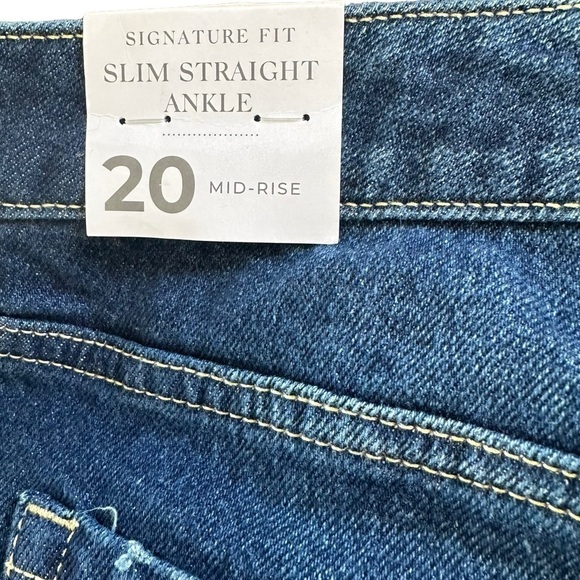 SIGNATURE FIT
SLIM STRAIGHT
ANKLE
20 MID-RISE